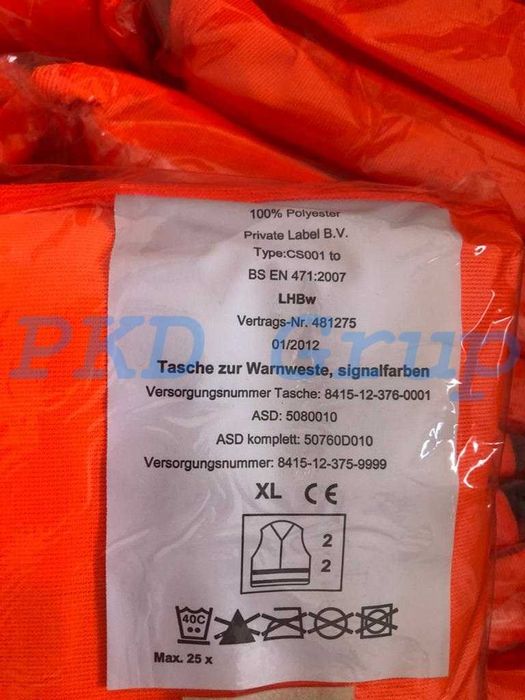 100% Polyester
Private Label B.V.
Type:CS001 to
BS EN 471:2007
LHBw
Vertrags-Nr. 481275
01/2012
PKD Grup
Tasche zur Warnweste, signalfarben
Versorgungsnummer Tasche: 8415-12-376-0001
ASD: 5080010
ASD komplett: 50760D010
Versorgungsnummer: 8415-12-375-9999
XL CE
2
2
40C
Max. 25 x